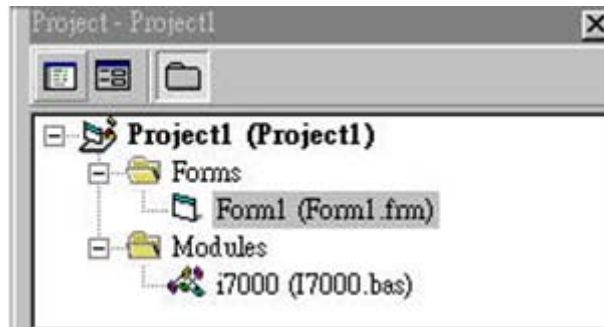 Project - Project1
Project1 (Project1)
Forms
Form1 (Form1.frm)
Modules
i7000 (I7000.bas)